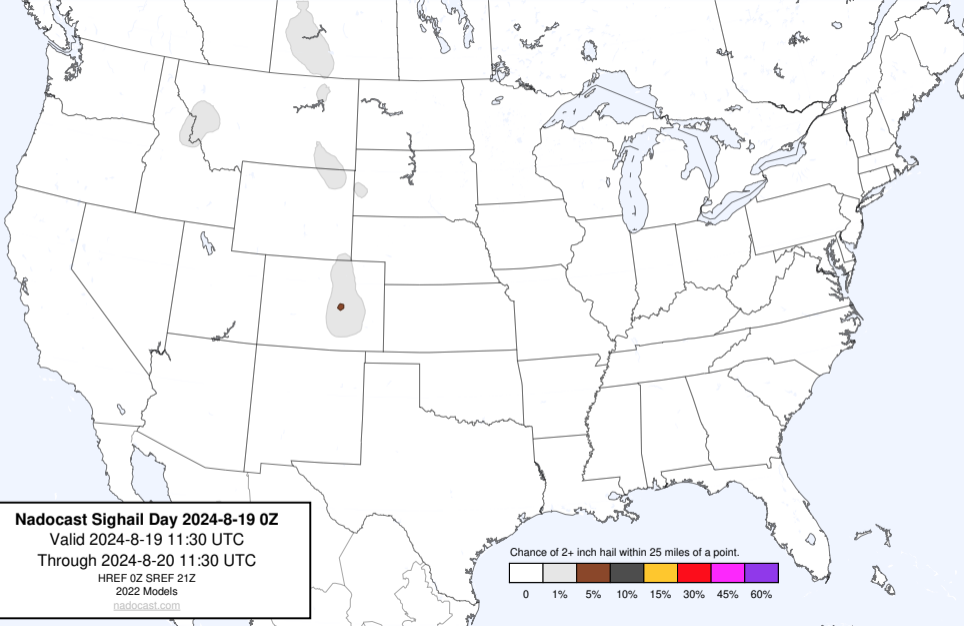 Nadocast Sighail Day 2024-8-19 0Z
Valid 2024-8-19 11:30 UTC
Through 2024-8-20 11:30 UTC
HREF 0Z SREF 21Z
2022 Models
nadocast.com
Chance of 2+ inch hail within 25 miles of a point.
0 1% 5% 10% 15% 30% 45% 60%